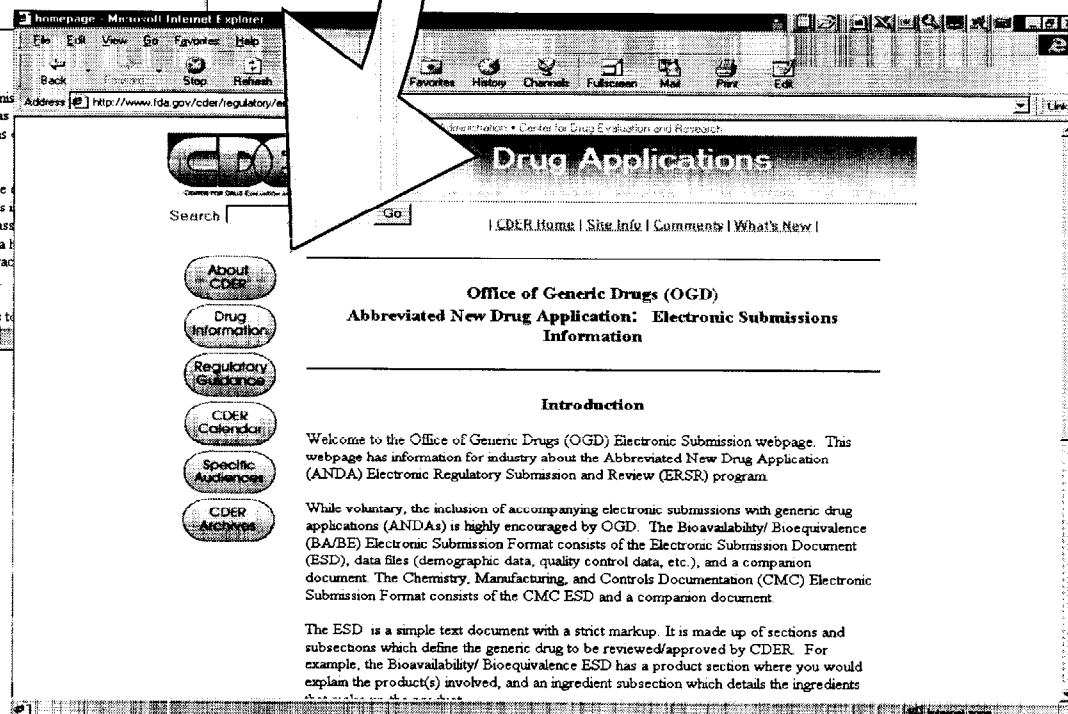 homepage - Microsoft Internet Explorer
File Edit View Go Favorites Help
Back Forward Stop Refresh Favorites History Channels Fullscreen Mail Print Edit
Address http://www.fda.gov/cder/regulatory/
Link
Administration • Center for Drug Evaluation and Research
Drug Applications
Search Go
| CDER Home | Site Info | Comments | What's New |
About CDER
Drug Information
Regulatory Guidance
CDER Calendar
Specific Audiences
CDER Archives
Office of Generic Drugs (OGD)
Abbreviated New Drug Application: Electronic Submissions
Information
Introduction
Welcome to the Office of Generic Drugs (OGD) Electronic Submission webpage. This
webpage has information for industry about the Abbreviated New Drug Application
(ANDA) Electronic Regulatory Submission and Review (ERSR) program
While voluntary, the inclusion of accompanying electronic submissions with generic drug
applications (ANDAs) is highly encouraged by OGD. The Bioavailability/ Bioequivalence
(BA/BE) Electronic Submission Format consists of the Electronic Submission Document
(ESD), data files (demographic data, quality control data, etc.), and a companion
document. The Chemistry, Manufacturing, and Controls Documentation (CMC) Electronic
Submission Format consists of the CMC ESD and a companion document.
The ESD is a simple text document with a strict markup. It is made up of sections and
subsections which define the generic drug to be reviewed/approved by CDER. For
example, the Bioavailability/ Bioequivalence ESD has a product section where you would
explain the product(s) involved, and an ingredient subsection which details the ingredients